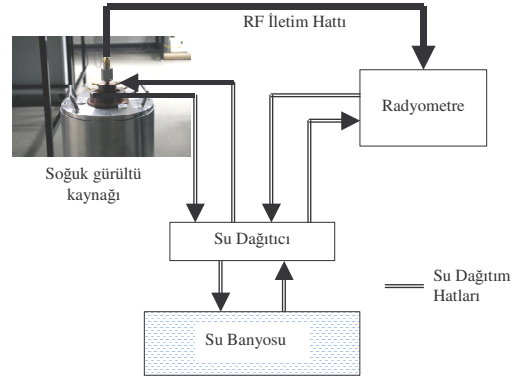 RF İletim Hattı
Radyometre
Soğuk gürültü
kaynağı
Su Dağıtıcı
Su Dağıtım
Hatları
Su Banyosu